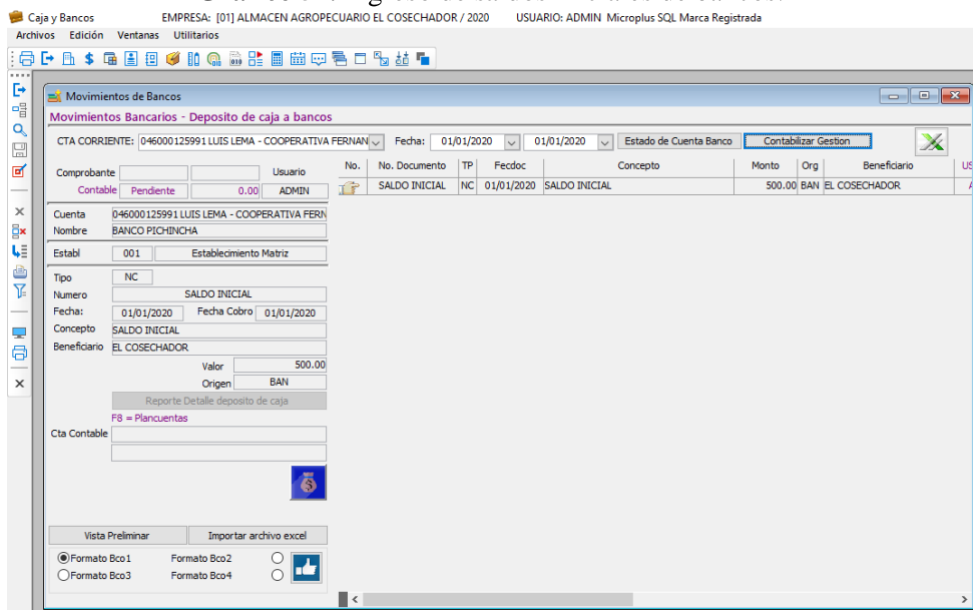 Caja y Bancos EMPRESA: [01] ALMACEN AGROPECUARIO EL COSECHADOR / 2020 USUARIO: ADMIN Microplus SQL Marca Registrada
Archivos Edición Ventanas Utilitarios
Movimientos de Bancos
Movimientos Bancarios - Deposito de caja a bancos
CTA CORRIENTE: 046000125991 LUIS LEMA - COOPERATIVA FERNAN Fecha: 01/01/2020 01/01/2020 Estado de Cuenta Banco Contabilizar Gestion
Comprobante Usuario
Contable Pendiente 0.00 ADMIN
No. No. Documento TP Fecdoc Concepto Monto Org Beneficiario US
SALDO INICIAL NC 01/01/2020 SALDO INICIAL 500.00 BAN EL COSECHADOR
Cuenta 046000125991 LUIS LEMA - COOPERATIVA FERN
Nombre BANCO PICHINCHA
Establ 001 Establecimiento Matriz
Tipo NC
Numero SALDO INICIAL
Fecha: 01/01/2020 Fecha Cobro 01/01/2020
Concepto SALDO INICIAL
Beneficiario EL COSECHADOR
Valor 500.00
Origen BAN
Reporte Detalle deposito de caja
F8 = Plancuentas
Cta Contable
Vista Preliminar Importar archivo excel
Formato Bco1 Formato Bco2
Formato Bco3 Formato Bco4